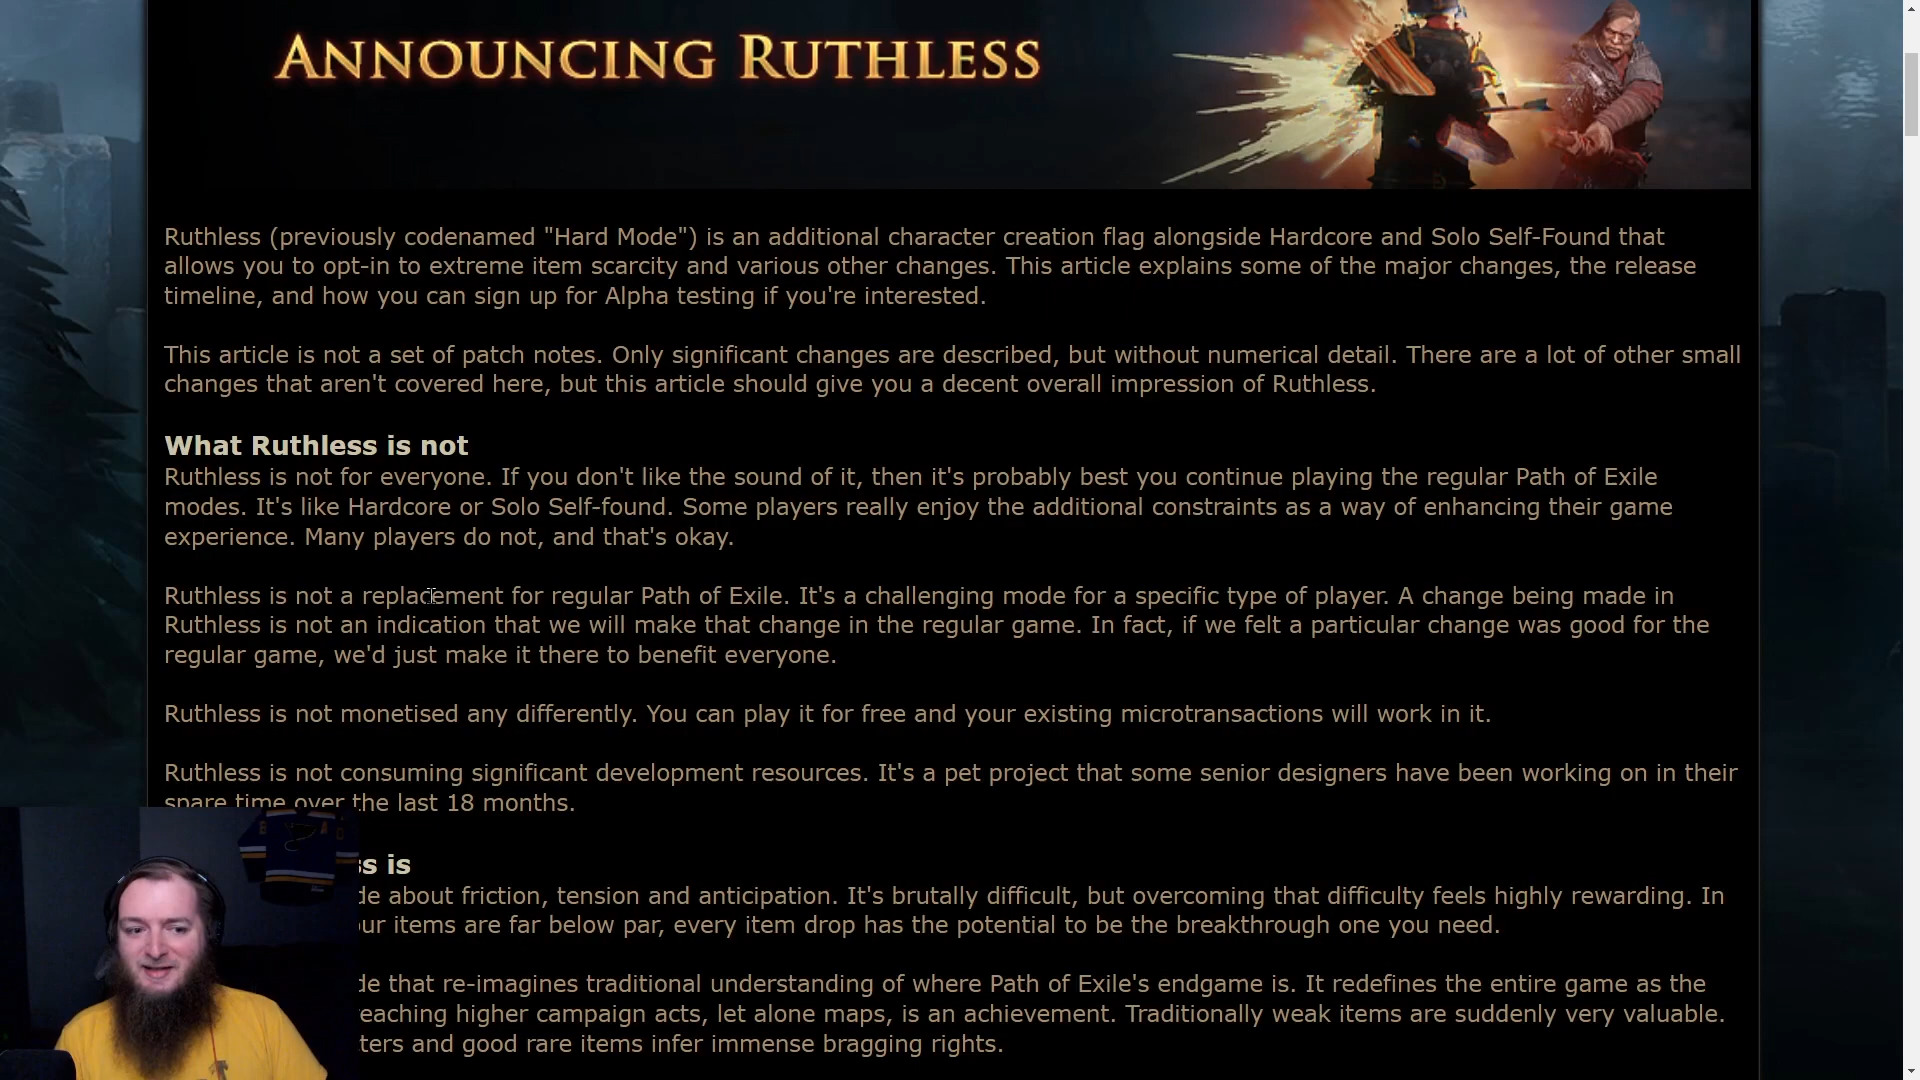 ANNOUNCING RUTHLESS
Ruthless (previously codenamed "Hard Mode") is an additional character creation flag alongside Hardcore and Solo Self-Found that
allows you to opt-in to extreme item scarcity and various other changes. This article explains some of the major changes, the release
timeline, and how you can sign up for Alpha testing if you're interested.
This article is not a set of patch notes. Only significant changes are described, but without numerical detail. There are a lot of other small
changes that aren't covered here, but this article should give you a decent overall impression of Ruthless.
What Ruthless is not
Ruthless is not for everyone. If you don't like the sound of it, then it's probably best you continue playing the regular Path of Exile
modes. It's like Hardcore or Solo Self-found. Some players really enjoy the additional constraints as a way of enhancing their game
experience. Many players do not, and that's okay.
Ruthless is not a replacement for regular Path of Exile. It's a challenging mode for a specific type of player. A change being made in
Ruthless is not an indication that we will make that change in the regular game. In fact, if we felt a particular change was good for the
regular game, we'd just make it there to benefit everyone.
Ruthless is not monetised any differently. You can play it for free and your existing microtransactions will work in it.
Ruthless is not consuming significant development resources. It's a pet project that some senior designers have been working on in their
spare time over the last 18 months.
is
about friction, tension and anticipation. It's brutally difficult, but overcoming that difficulty feels highly rewarding. In
items are far below par, every item drop has the potential to be the breakthrough one you need.
that re-imagines traditional understanding of where Path of Exile's endgame is. It redefines the entire game as the
eaching higher campaign acts, let alone maps, is an achievement. Traditionally weak items are suddenly very valuable.
ters and good rare items infer immense bragging rights.